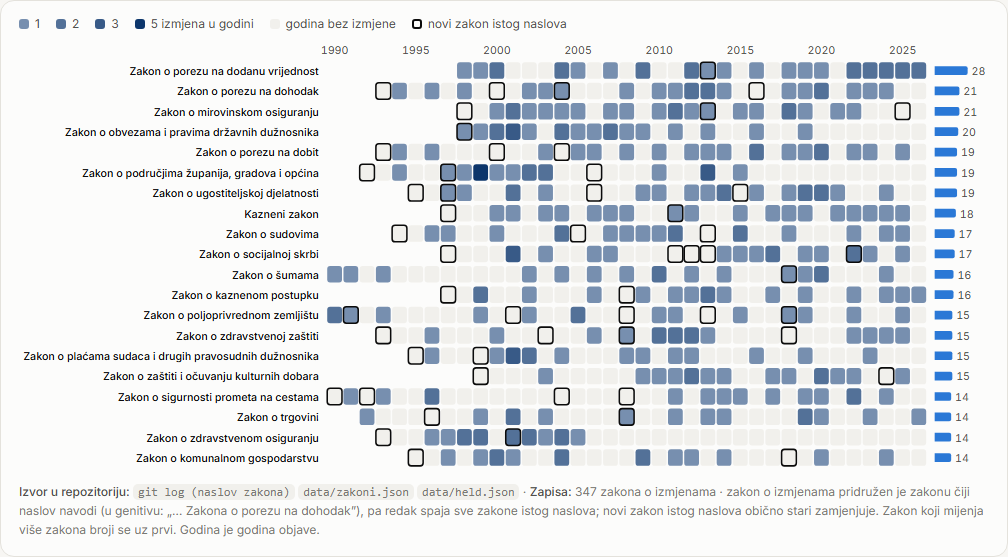 1 2 3 5 izmjena u godini godina bez izmjene novi zakon istog naslova
1990 1995 2000 2005 2010 2015 2020 2025
Zakon o porezu na dodanu vrijednost 28
Zakon o porezu na dohodak 21
Zakon o mirovinskom osiguranju 21
Zakon o obvezama i pravima državnih dužnosnika 20
Zakon o porezu na dobit 19
Zakon o područjima županija, gradova i općina 19
Zakon o ugostiteljskoj djelatnosti 19
Kazneni zakon 18
Zakon o sudovima 17
Zakon o socijalnoj skrbi 17
Zakon o šumama 16
Zakon o kaznenom postupku 16
Zakon o poljoprivrednom zemljištu 15
Zakon o zdravstvenoj zaštiti 15
Zakon o plaćama sudaca i drugih pravosudnih dužnosnika 15
Zakon o zaštiti i očuvanju kulturnih dobara 15
Zakon o sigurnosti prometa na cestama 14
Zakon o trgovini 14
Zakon o zdravstvenom osiguranju 14
Zakon o komunalnom gospodarstvu 14
Izvor u repozitoriju: git log (naslov zakona) data/zakoni.json data/held.json · Zapisa: 347 zakona o izmjenama · zakon o izmjenama pridružen je zakonu čiji
naslov navodi (u genitivu: „… Zakona o porezu na dohodak”), pa redak spaja sve zakone istog naslova; novi zakon istog naslova obično stari zamjenjuje. Zakon koji mijenja
više zakona broji se uz prvi. Godina je godina objave.